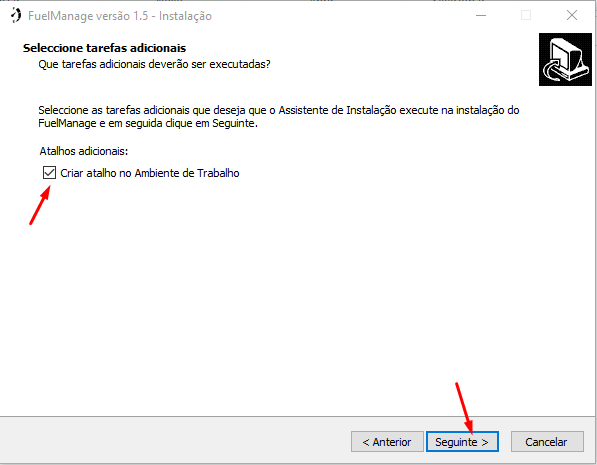 FuelManage versão 1.5 - Instalação
Seleccione tarefas adicionais
Que tarefas adicionais deverão ser executadas?
Seleccione as tarefas adicionais que deseja que o Assistente de Instalação execute na instalação do
FuelManage e em seguida clique em Seguinte.
Atalhos adicionais:
Criar atalho no Ambiente de Trabalho
< Anterior
Seguinte >
Cancelar